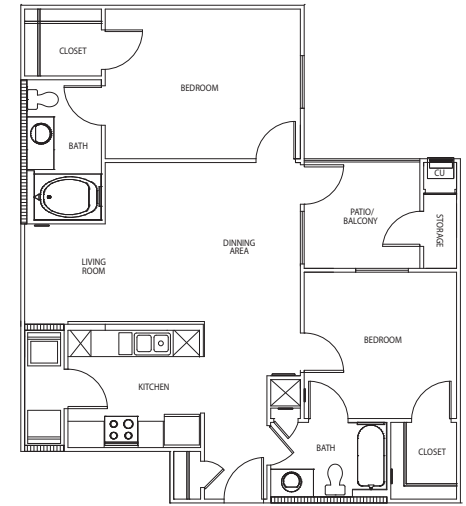 CLOSET
BEDROOM
BATH
CU
PATIO/
BALCONY
STORAGE
DINNING
AREA
LIVING
ROOM
BEDROOM
KITCHEN
BATH
CLOSET